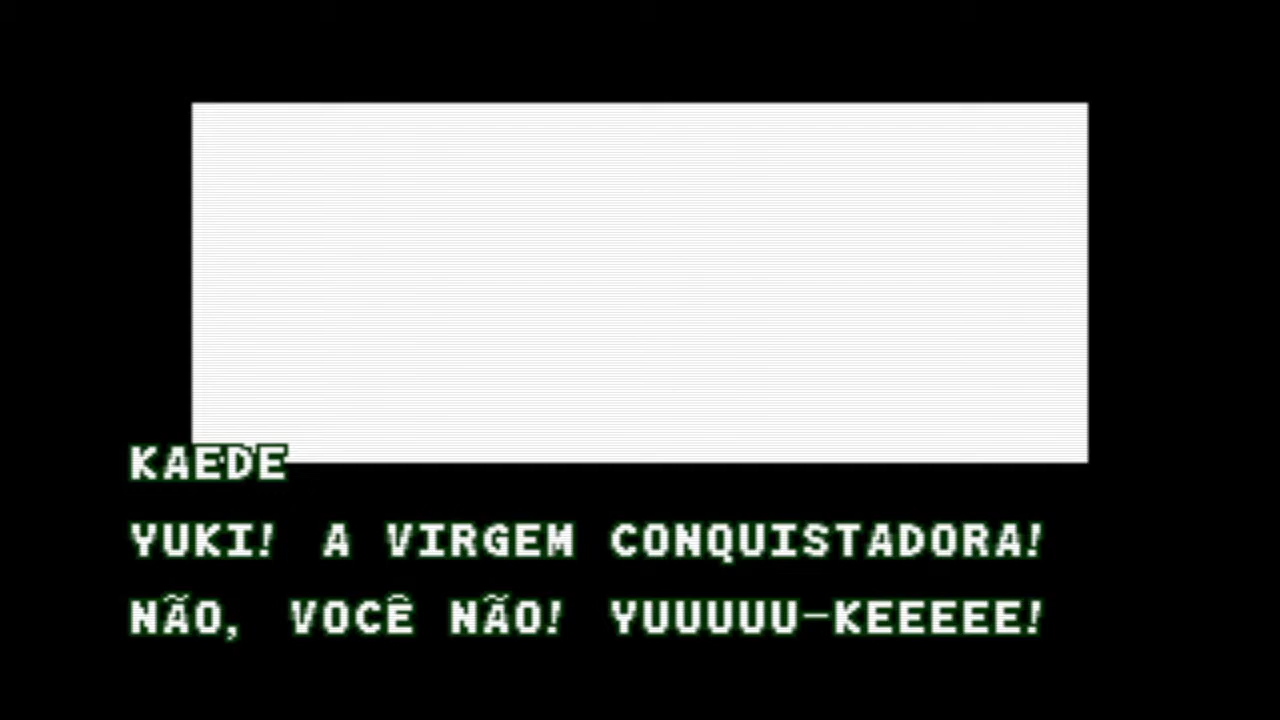 KAEDE
YUKI! A VIRGEM CONQUISTADORA!
NÃO, VOCÊ NÃO! YUUUUU-KEEEEE!